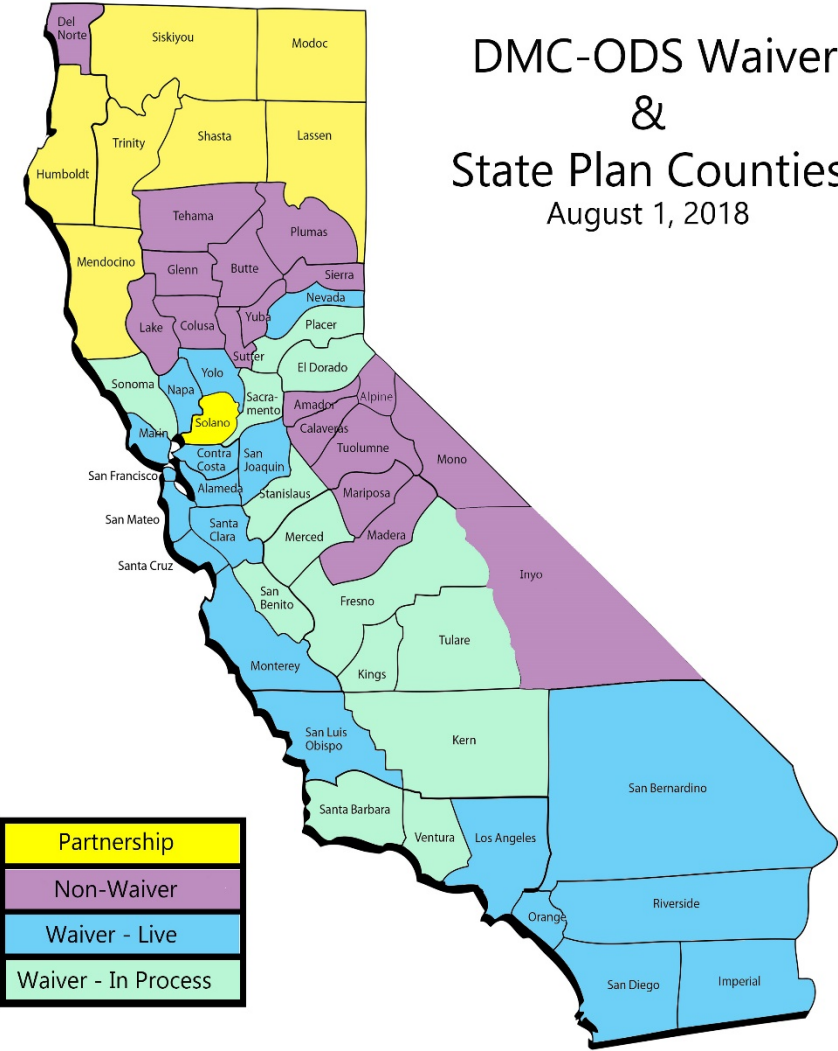 DMC-ODS Waiver
&
State Plan Counties
August 1, 2018
Del
Norte
Siskiyou
Modoc
Humboldt
Trinity
Shasta
Lassen
Mendocino
Tehama
Plumas
Glenn
Butte
Sierra
Nevada
Lake
Colusa
Yuba
Placer
Sutter
El Dorado
Sonoma
Napa
Yolo
Sacra-
mento
Amador
Alpine
Solano
Calaveras
Marin
Contra
Costa
San
Joaquin
Tuolumne
Mono
San Francisco
Alameda
Stanislaus
Mariposa
San Mateo
Santa
Clara
Merced
Madera
Santa Cruz
Inyo
San
Benito
Fresno
Tulare
Monterey
Kings
San Luis
Obispo
Kern
San Bernardino
Santa Barbara
Ventura
Los Angeles
Orange
Riverside
San Diego
Imperial
Partnership
Non-Waiver
Waiver - Live
Waiver - In Process